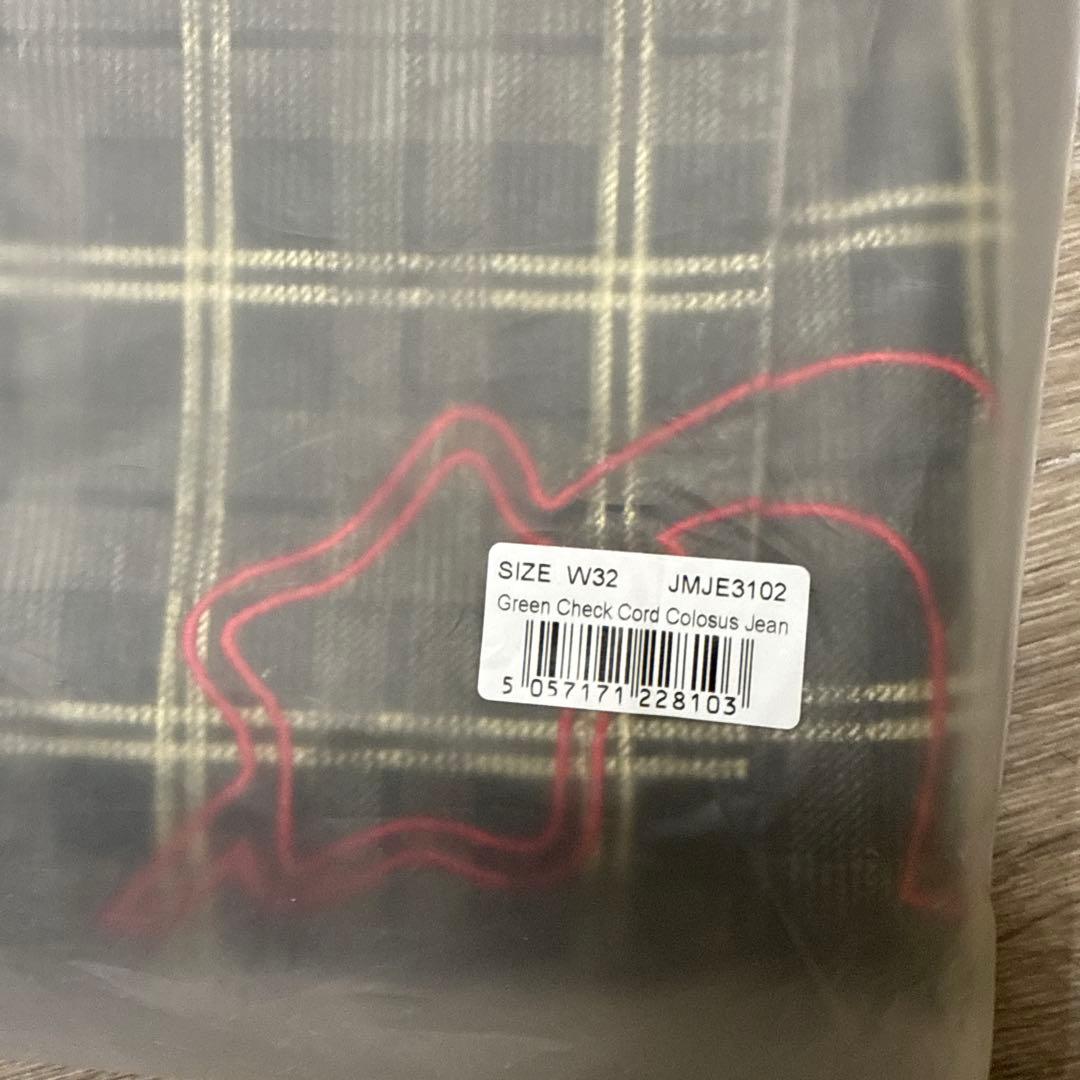 SIZE W32 JMJE3102
Green Check Cord Colosus Jean
5 057171 228103